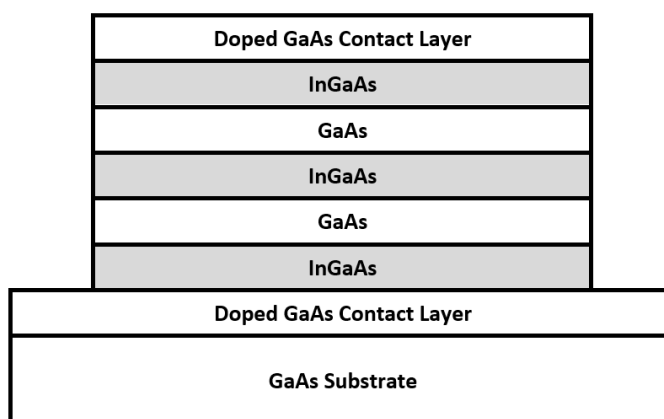 Doped GaAs Contact Layer
InGaAs
GaAs
InGaAs
GaAs
InGaAs
Doped GaAs Contact Layer
GaAs Substrate